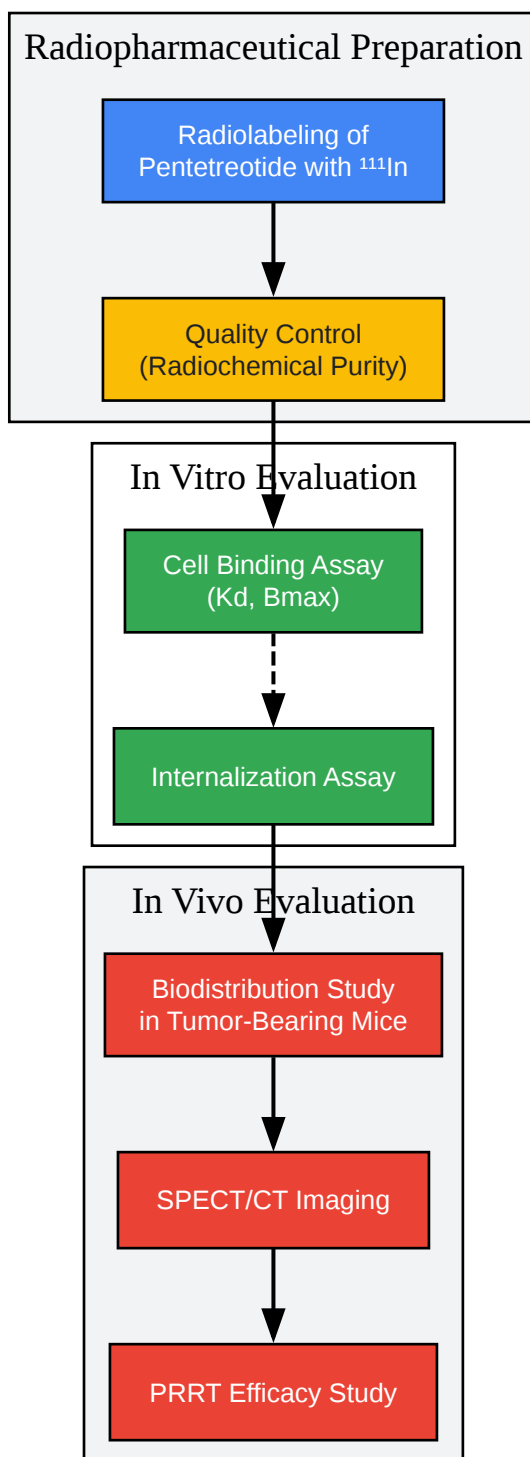 Radiopharmaceutical Preparation
Radiolabeling of
Pentetreotide with ¹¹¹In
Quality Control
(Radiochemical Purity)
In Vitro Evaluation
Cell Binding Assay
(Kd, Bmax)
Internalization Assay
In Vivo Evaluation
Biodistribution Study
in Tumor-Bearing Mice
SPECT/CT Imaging
PRRT Efficacy Study